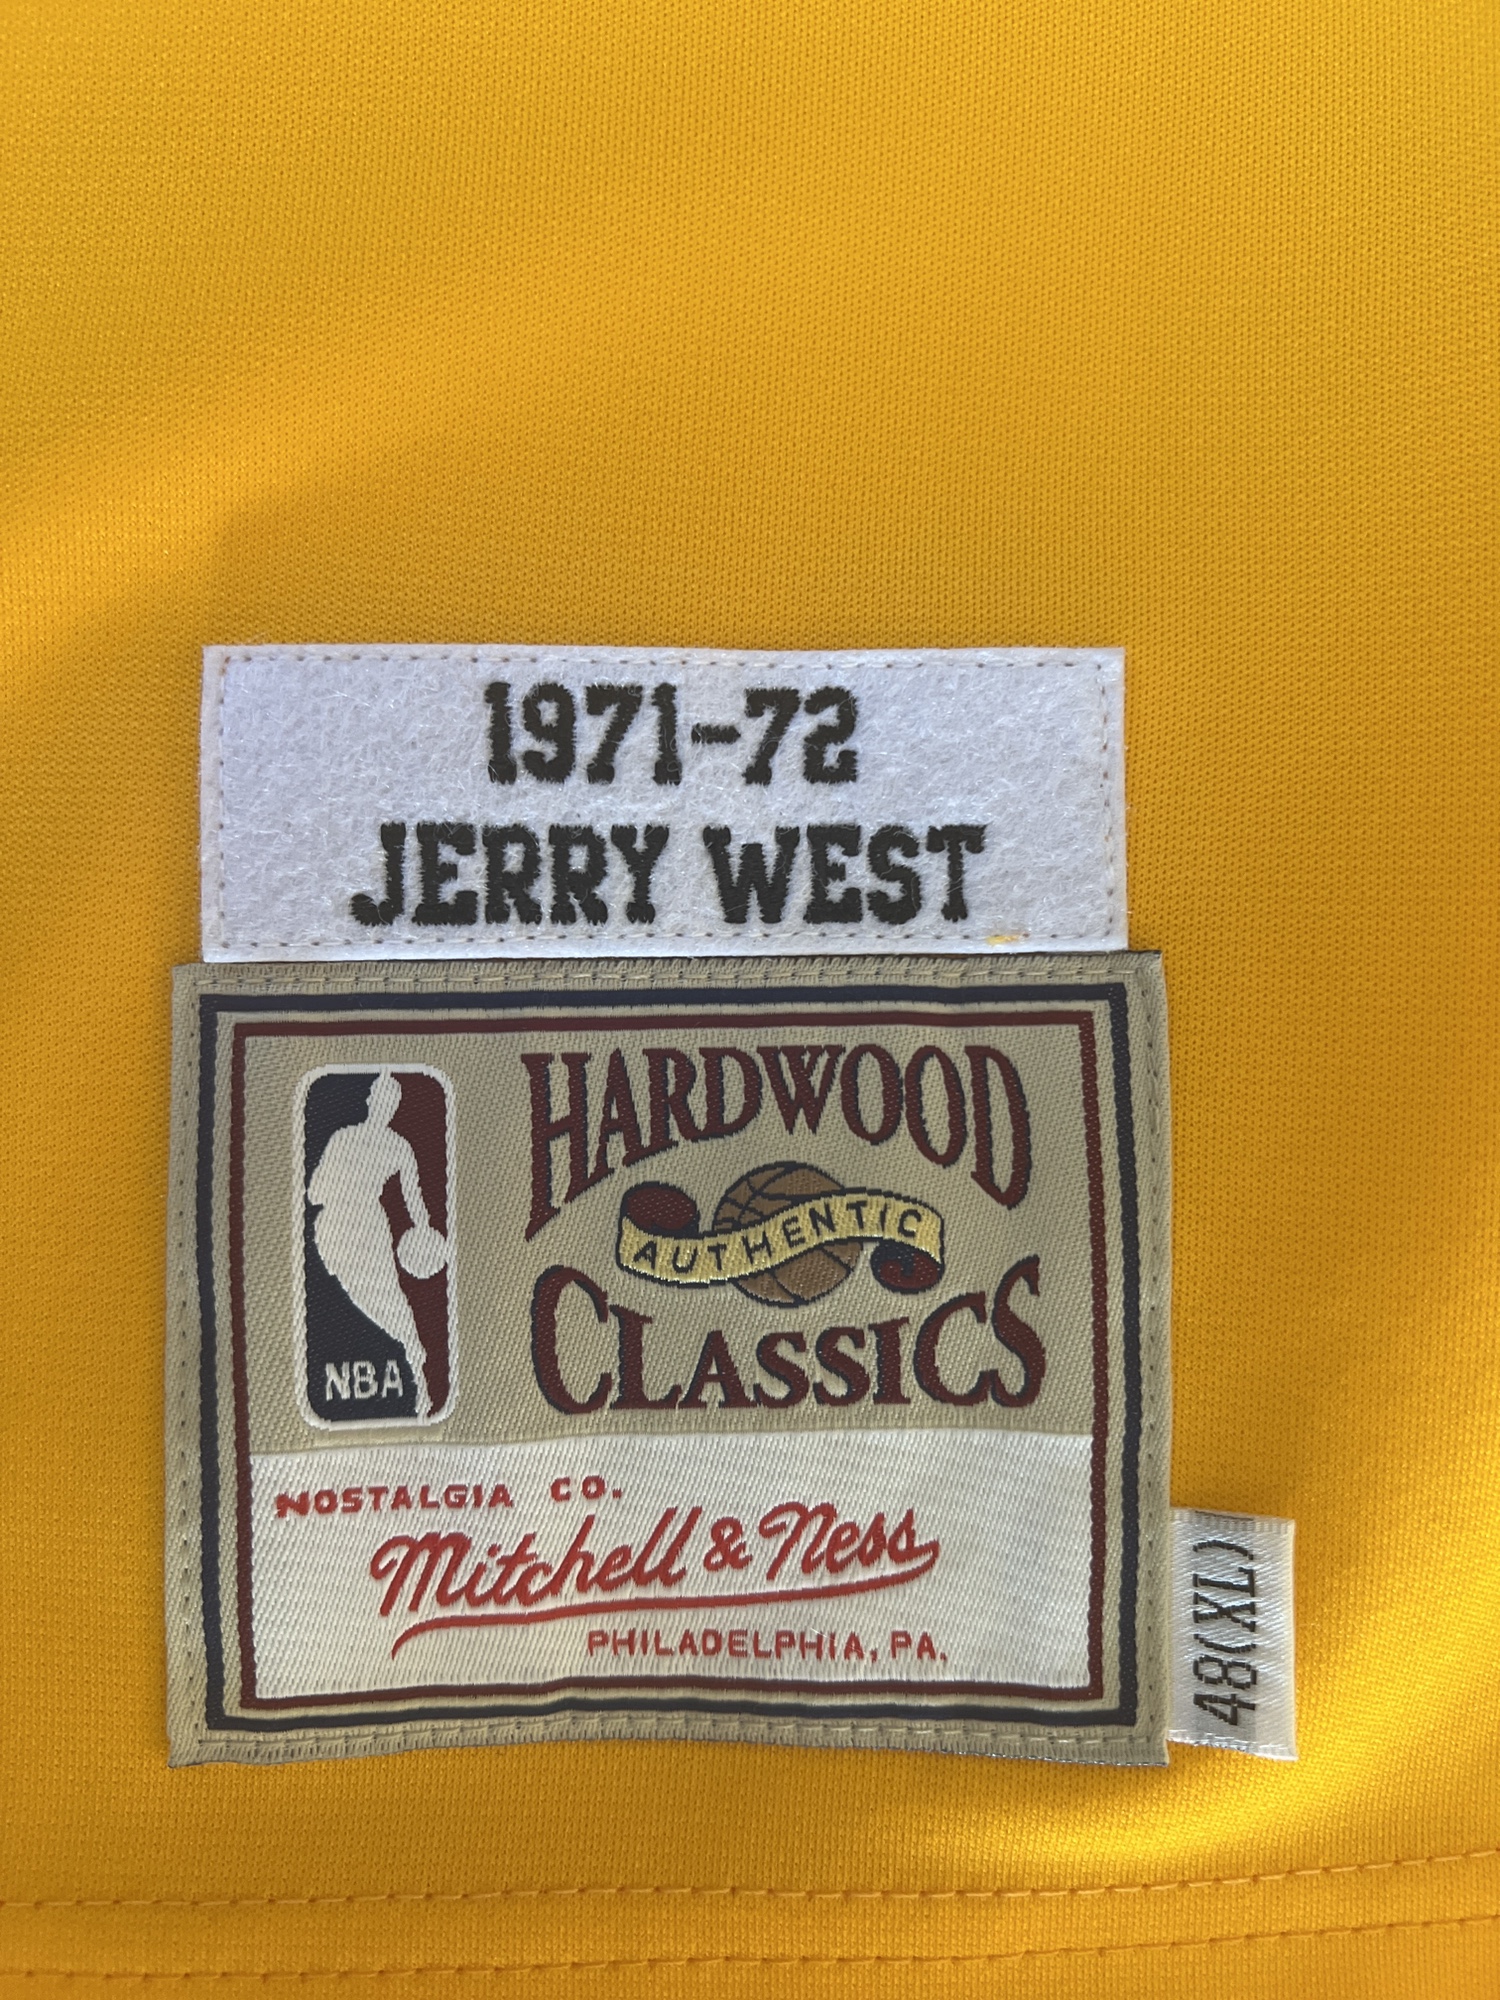 1971-72
JERRY WEST
HARDWOOD
AUTHENTIC
CLASSICS
NBA
NOSTALGIA CO.
Mitchell & Ness
PHILADELPHIA, PA.
48(XL)